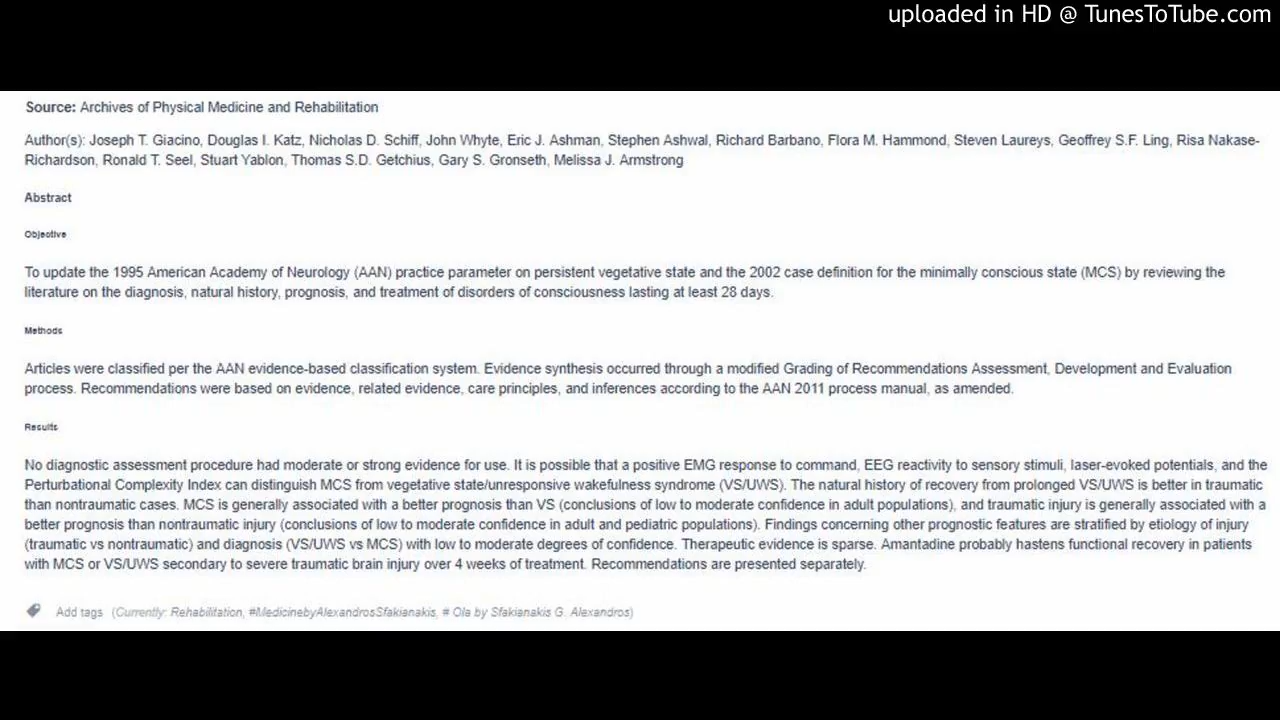 uploaded in HD @ TunesToTube.com
Source: Archives of Physical Medicine and Rehabilitation
Author(s): Joseph T. Giacino, Douglas I. Katz, Nicholas D. Schiff, John Whyte, Eric J. Ashman, Stephen Ashwal, Richard Barbano, Flora M. Hammond, Steven Laureys, Geoffrey S.F. Ling, Risa Nakase-
Richardson, Ronald T. Seel, Stuart Yablon, Thomas S.D. Getchius, Gary S. Gronseth, Melissa J. Armstrong
Abstract
Objective
To update the 1995 American Academy of Neurology (AAN) practice parameter on persistent vegetative state and the 2002 case definition for the minimally conscious state (MCS) by reviewing the
literature on the diagnosis, natural history, prognosis, and treatment of disorders of consciousness lasting at least 28 days.
Methods
Articles were classified per the AAN evidence-based classification system. Evidence synthesis occurred through a modified Grading of Recommendations Assessment, Development and Evaluation
process. Recommendations were based on evidence, related evidence, care principles, and inferences according to the AAN 2011 process manual, as amended.
Results
No diagnostic assessment procedure had moderate or strong evidence for use. It is possible that a positive EMG response to command, EEG reactivity to sensory stimuli, laser-evoked potentials, and the
Perturbational Complexity Index can distinguish MCS from vegetative state/unresponsive wakefulness syndrome (VS/UWS). The natural history of recovery from prolonged VS/UWS is better in traumatic
than nontraumatic cases. MCS is generally associated with a better prognosis than VS (conclusions of low to moderate confidence in adult populations), and traumatic injury is generally associated with a
better prognosis than nontraumatic injury (conclusions of low to moderate confidence in adult and pediatric populations). Findings concerning other prognostic features are stratified by etiology of injury
(traumatic vs nontraumatic) and diagnosis (VS/UWS vs MCS) with low to moderate degrees of confidence. Therapeutic evidence is sparse. Amantadine probably hastens functional recovery in patients
with MCS or VS/UWS secondary to severe traumatic brain injury over 4 weeks of treatment. Recommendations are presented separately.
Add tags (Currently: Rehabilitation, #MedicinebyAlexandrosSfakianakis, # Ola by Sfakianakis G. Alexandros)